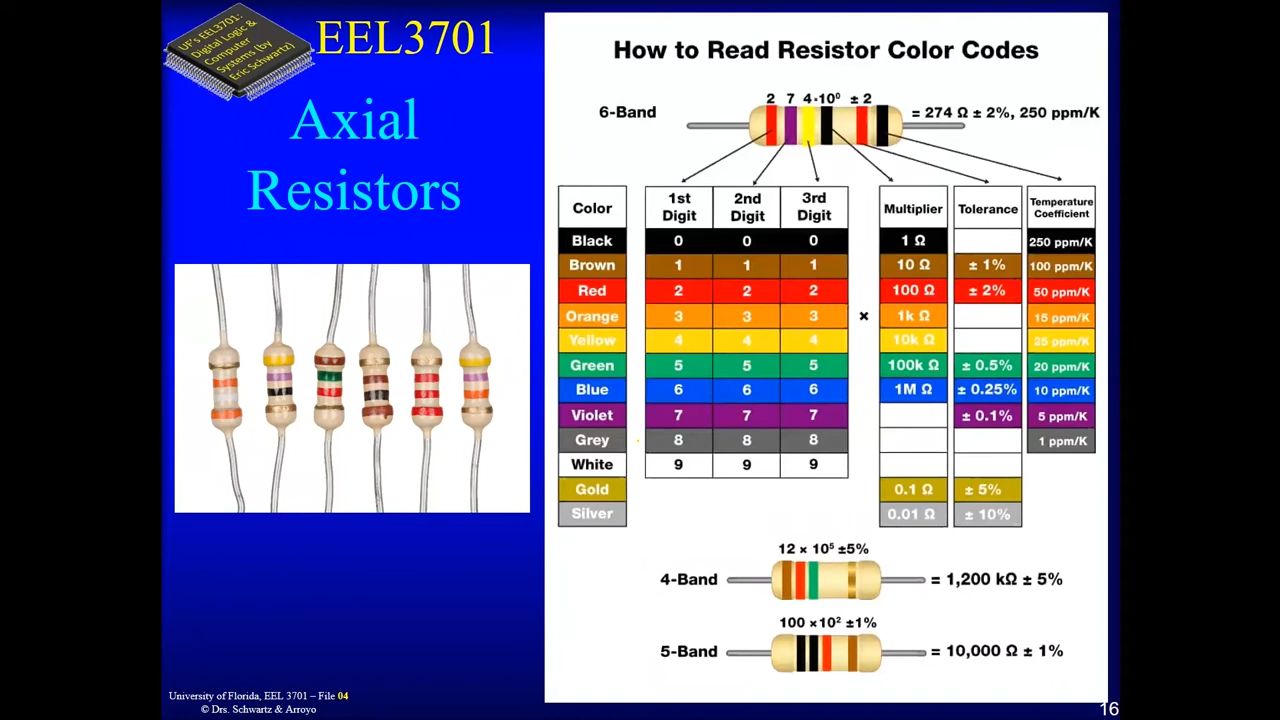 UF's EEL3701:
Digital Logic &
Computer
Systems (by
Eric Schwartz)
EEL3701
Axial
Resistors
How to Read Resistor Color Codes
2 7 4·10⁰ ± 2
6-Band = 274 Ω ± 2%, 250 ppm/K
Color 1st Digit 2nd Digit 3rd Digit Multiplier Tolerance Temperature Coefficient
Black 0 0 0 1 Ω 250 ppm/K
Brown 1 1 1 10 Ω ± 1% 100 ppm/K
Red 2 2 2 100 Ω ± 2% 50 ppm/K
Orange 3 3 3 × 1k Ω 15 ppm/K
Yellow 4 4 4 10k Ω 25 ppm/K
Green 5 5 5 100k Ω ± 0.5% 20 ppm/K
Blue 6 6 6 1M Ω ± 0.25% 10 ppm/K
Violet 7 7 7 ± 0.1% 5 ppm/K
Grey 8 8 8 1 ppm/K
White 9 9 9
Gold 0.1 Ω ± 5%
Silver 0.01 Ω ± 10%
12 × 10⁵ ±5%
4-Band = 1,200 kΩ ± 5%
100 ×10² ±1%
5-Band = 10,000 Ω ± 1%
University of Florida, EEL 3701 – File 04
© Drs. Schwartz & Arroyo
16